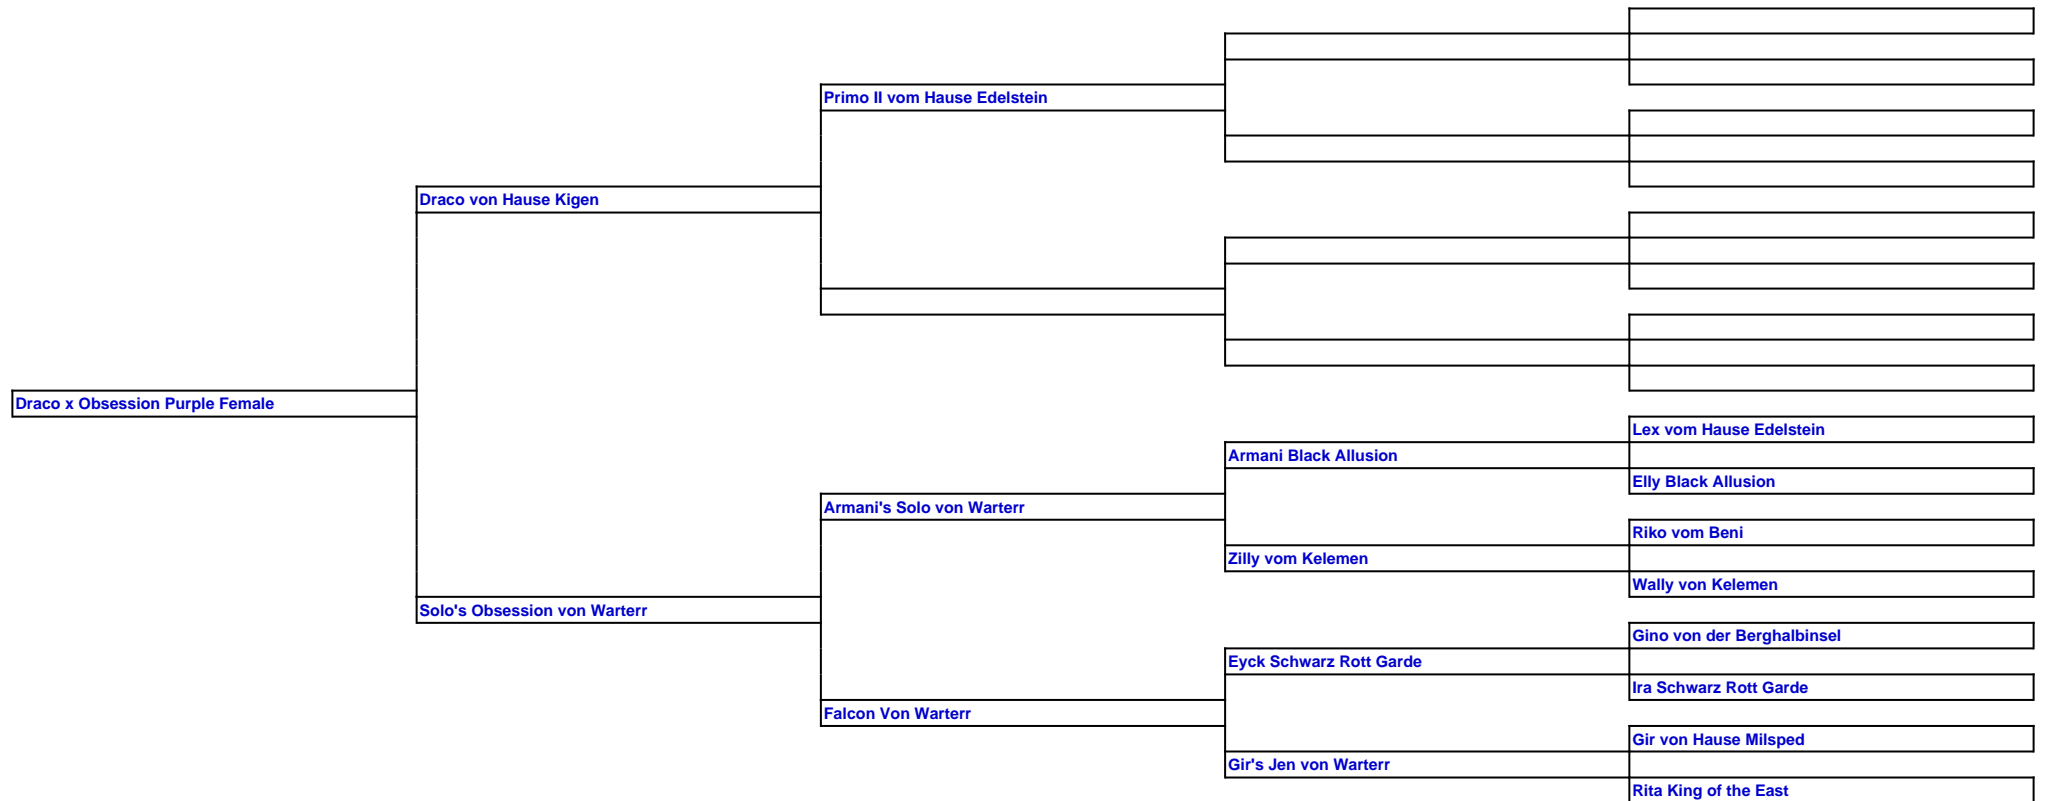 Primo II vom Hause Edelstein
Draco von Hause Kigen
Draco x Obsession Purple Female
Lex vom Hause Edelstein
Armani Black Allusion
Elly Black Allusion
Armani's Solo von Warterr
Riko vom Beni
Zilly vom Kelemen
Wally von Kelemen
Solo's Obsession von Warterr
Gino von der Berghalbinsel
Eyck Schwarz Rott Garde
Ira Schwarz Rott Garde
Falcon Von Warterr
Gir von Hause Milsped
Gir's Jen von Warterr
Rita King of the East